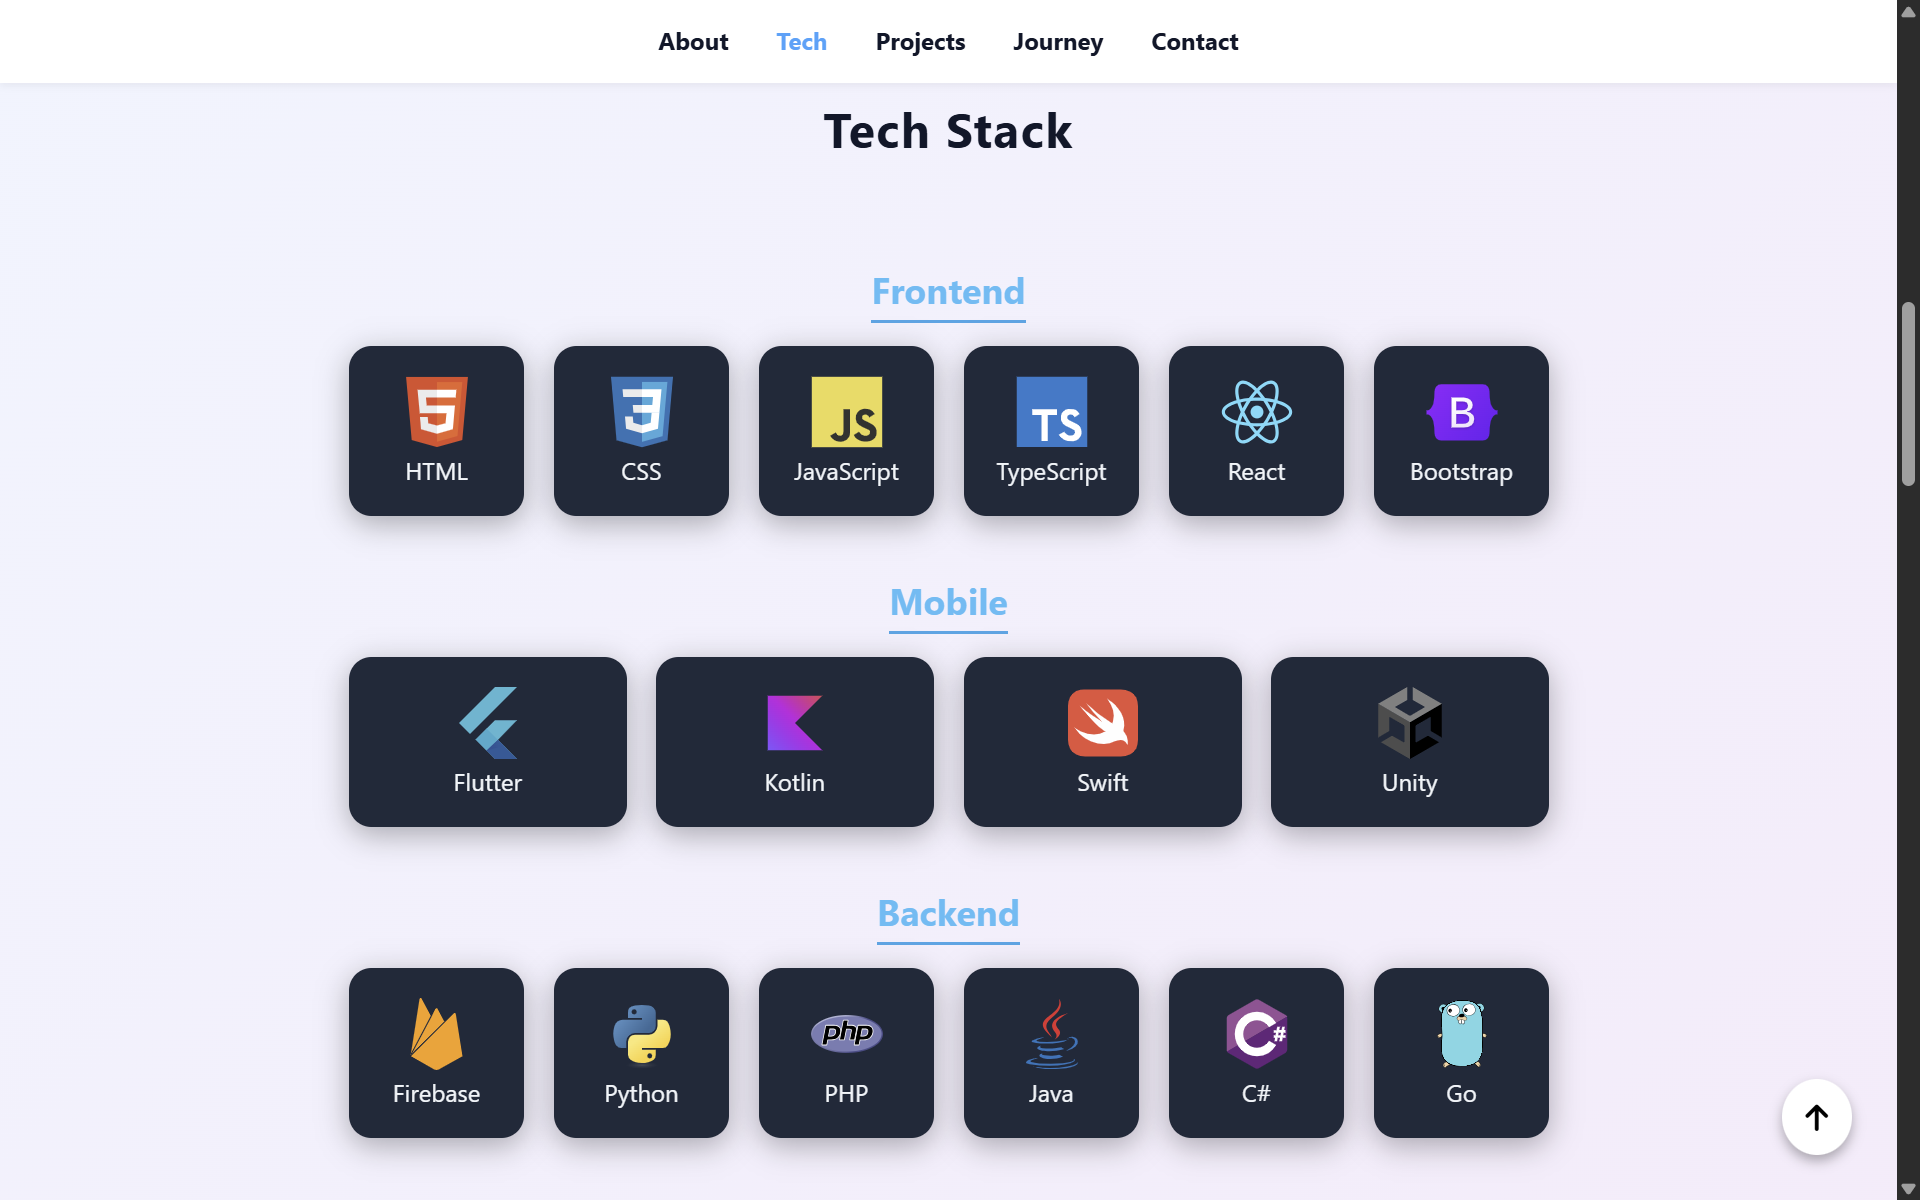 About Tech Projects Journey Contact
Tech Stack
Frontend
JS TS B
HTML CSS JavaScript TypeScript React Bootstrap
Mobile
Flutter Kotlin Swift Unity
Backend
php C#
Firebase Python PHP Java C# Go